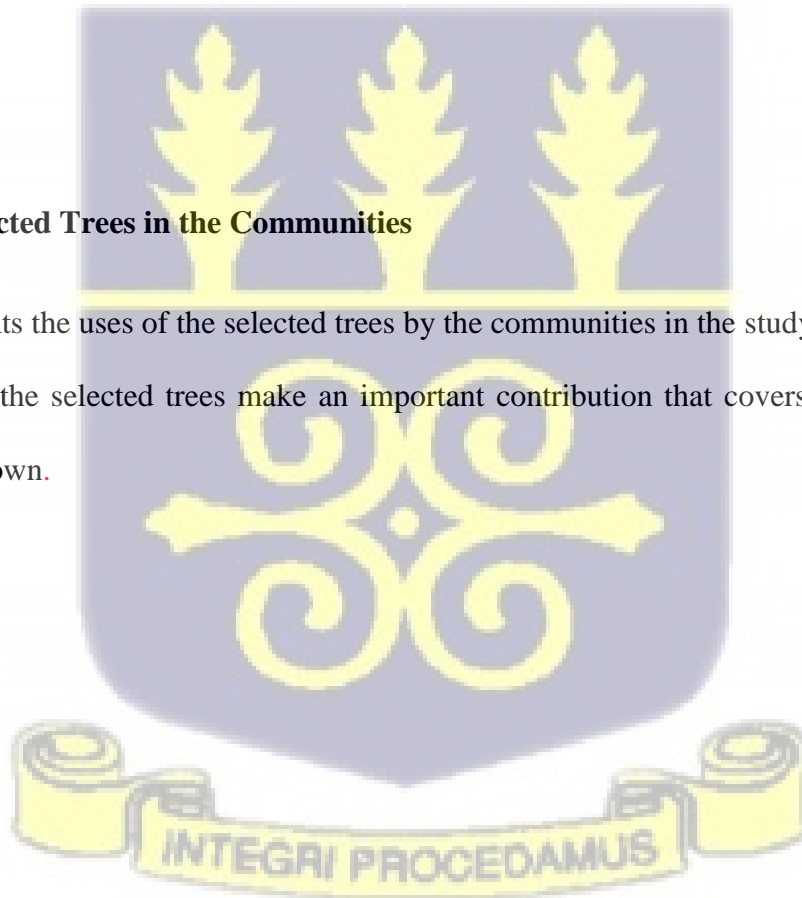 cted Trees in the Communities
ts the uses of the selected trees by the communities in the study
the selected trees make an important contribution that covers
own.
INTEGRI PROCEDAMUS